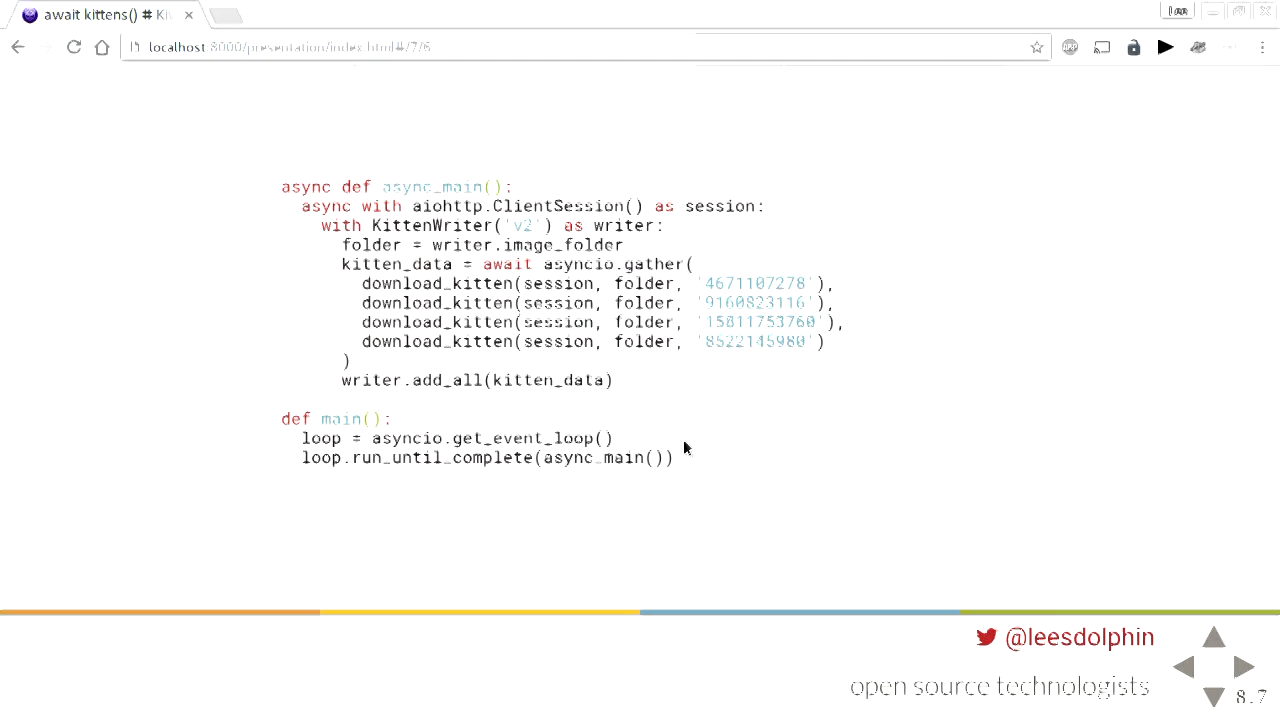 await kittens() # Ki
localhost:8000/presentation/index.html#/7/6
async def async_main():
async with aiohttp.ClientSession() as session:
with KittenWriter('v2') as writer:
folder = writer.image_folder
kitten_data = await asyncio.gather(
download_kitten(session, folder, '4671107278'),
download_kitten(session, folder, '9160823116'),
download_kitten(session, folder, '15811753760'),
download_kitten(session, folder, '8522145980')
)
writer.add_all(kitten_data)
def main():
loop = asyncio.get_event_loop()
loop.run_until_complete(async_main())
@leesdolphin
open source technologists
8.7